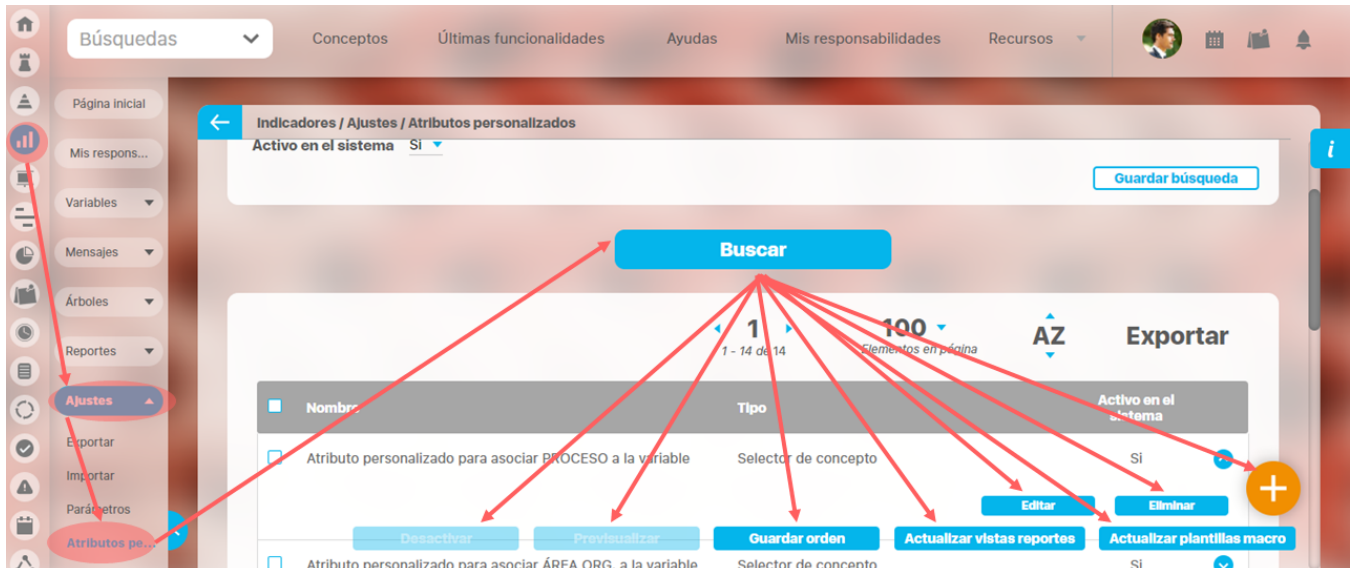 Búsquedas
Conceptos
Últimas funcionalidades
Ayudas
Mis responsabilidades
Recursos
Página inicial
Mis respons...
Variables
Mensajes
Árboles
Reportes
Ajustes
Exportar
Importar
Parámetros
Atributos pe...
Indicadores / Ajustes / Atributos personalizados
Activo en el sistema Si
i
Guardar búsqueda
Buscar
1
1 - 14 de 14
100
Elementos en página
AZ
Exportar
Nombre
Tipo
Activo en el
sistema
Atributo personalizado para asociar PROCESO a la variable
Selector de concepto
Si
Editar
Eliminar
Desactivar
Previsualizar
Guardar orden
Actualizar vistas reportes
Actualizar plantillas macro
Atributo personalizado para asociar ÁREA ORG. a la variable
Selector de concepto
Si